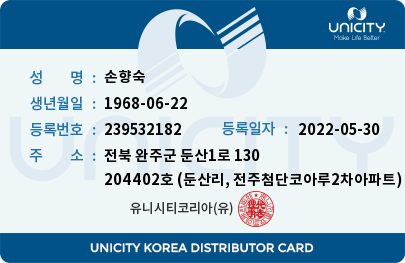 UNICITY
Make Life Better
성 명 : 손향숙
생년월일 : 1968-06-22
등록번호 : 239532182 등록일자 : 2022-05-30
주 소 : 전북 완주군 둔산1로 130
204402호 (둔산리, 전주첨단코아루2차아파트)
유니시티코리아(유)
UNICITY
UNICITY KOREA DISTRIBUTOR CARD